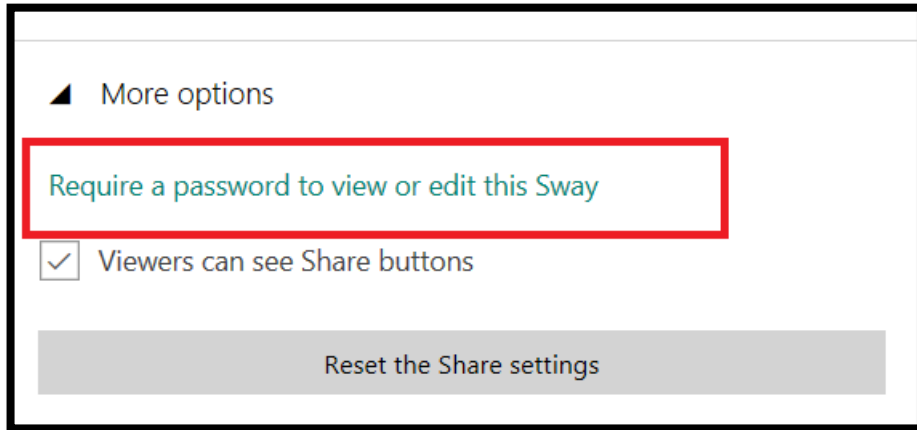 More options
Require a password to view or edit this Sway
Viewers can see Share buttons
Reset the Share settings